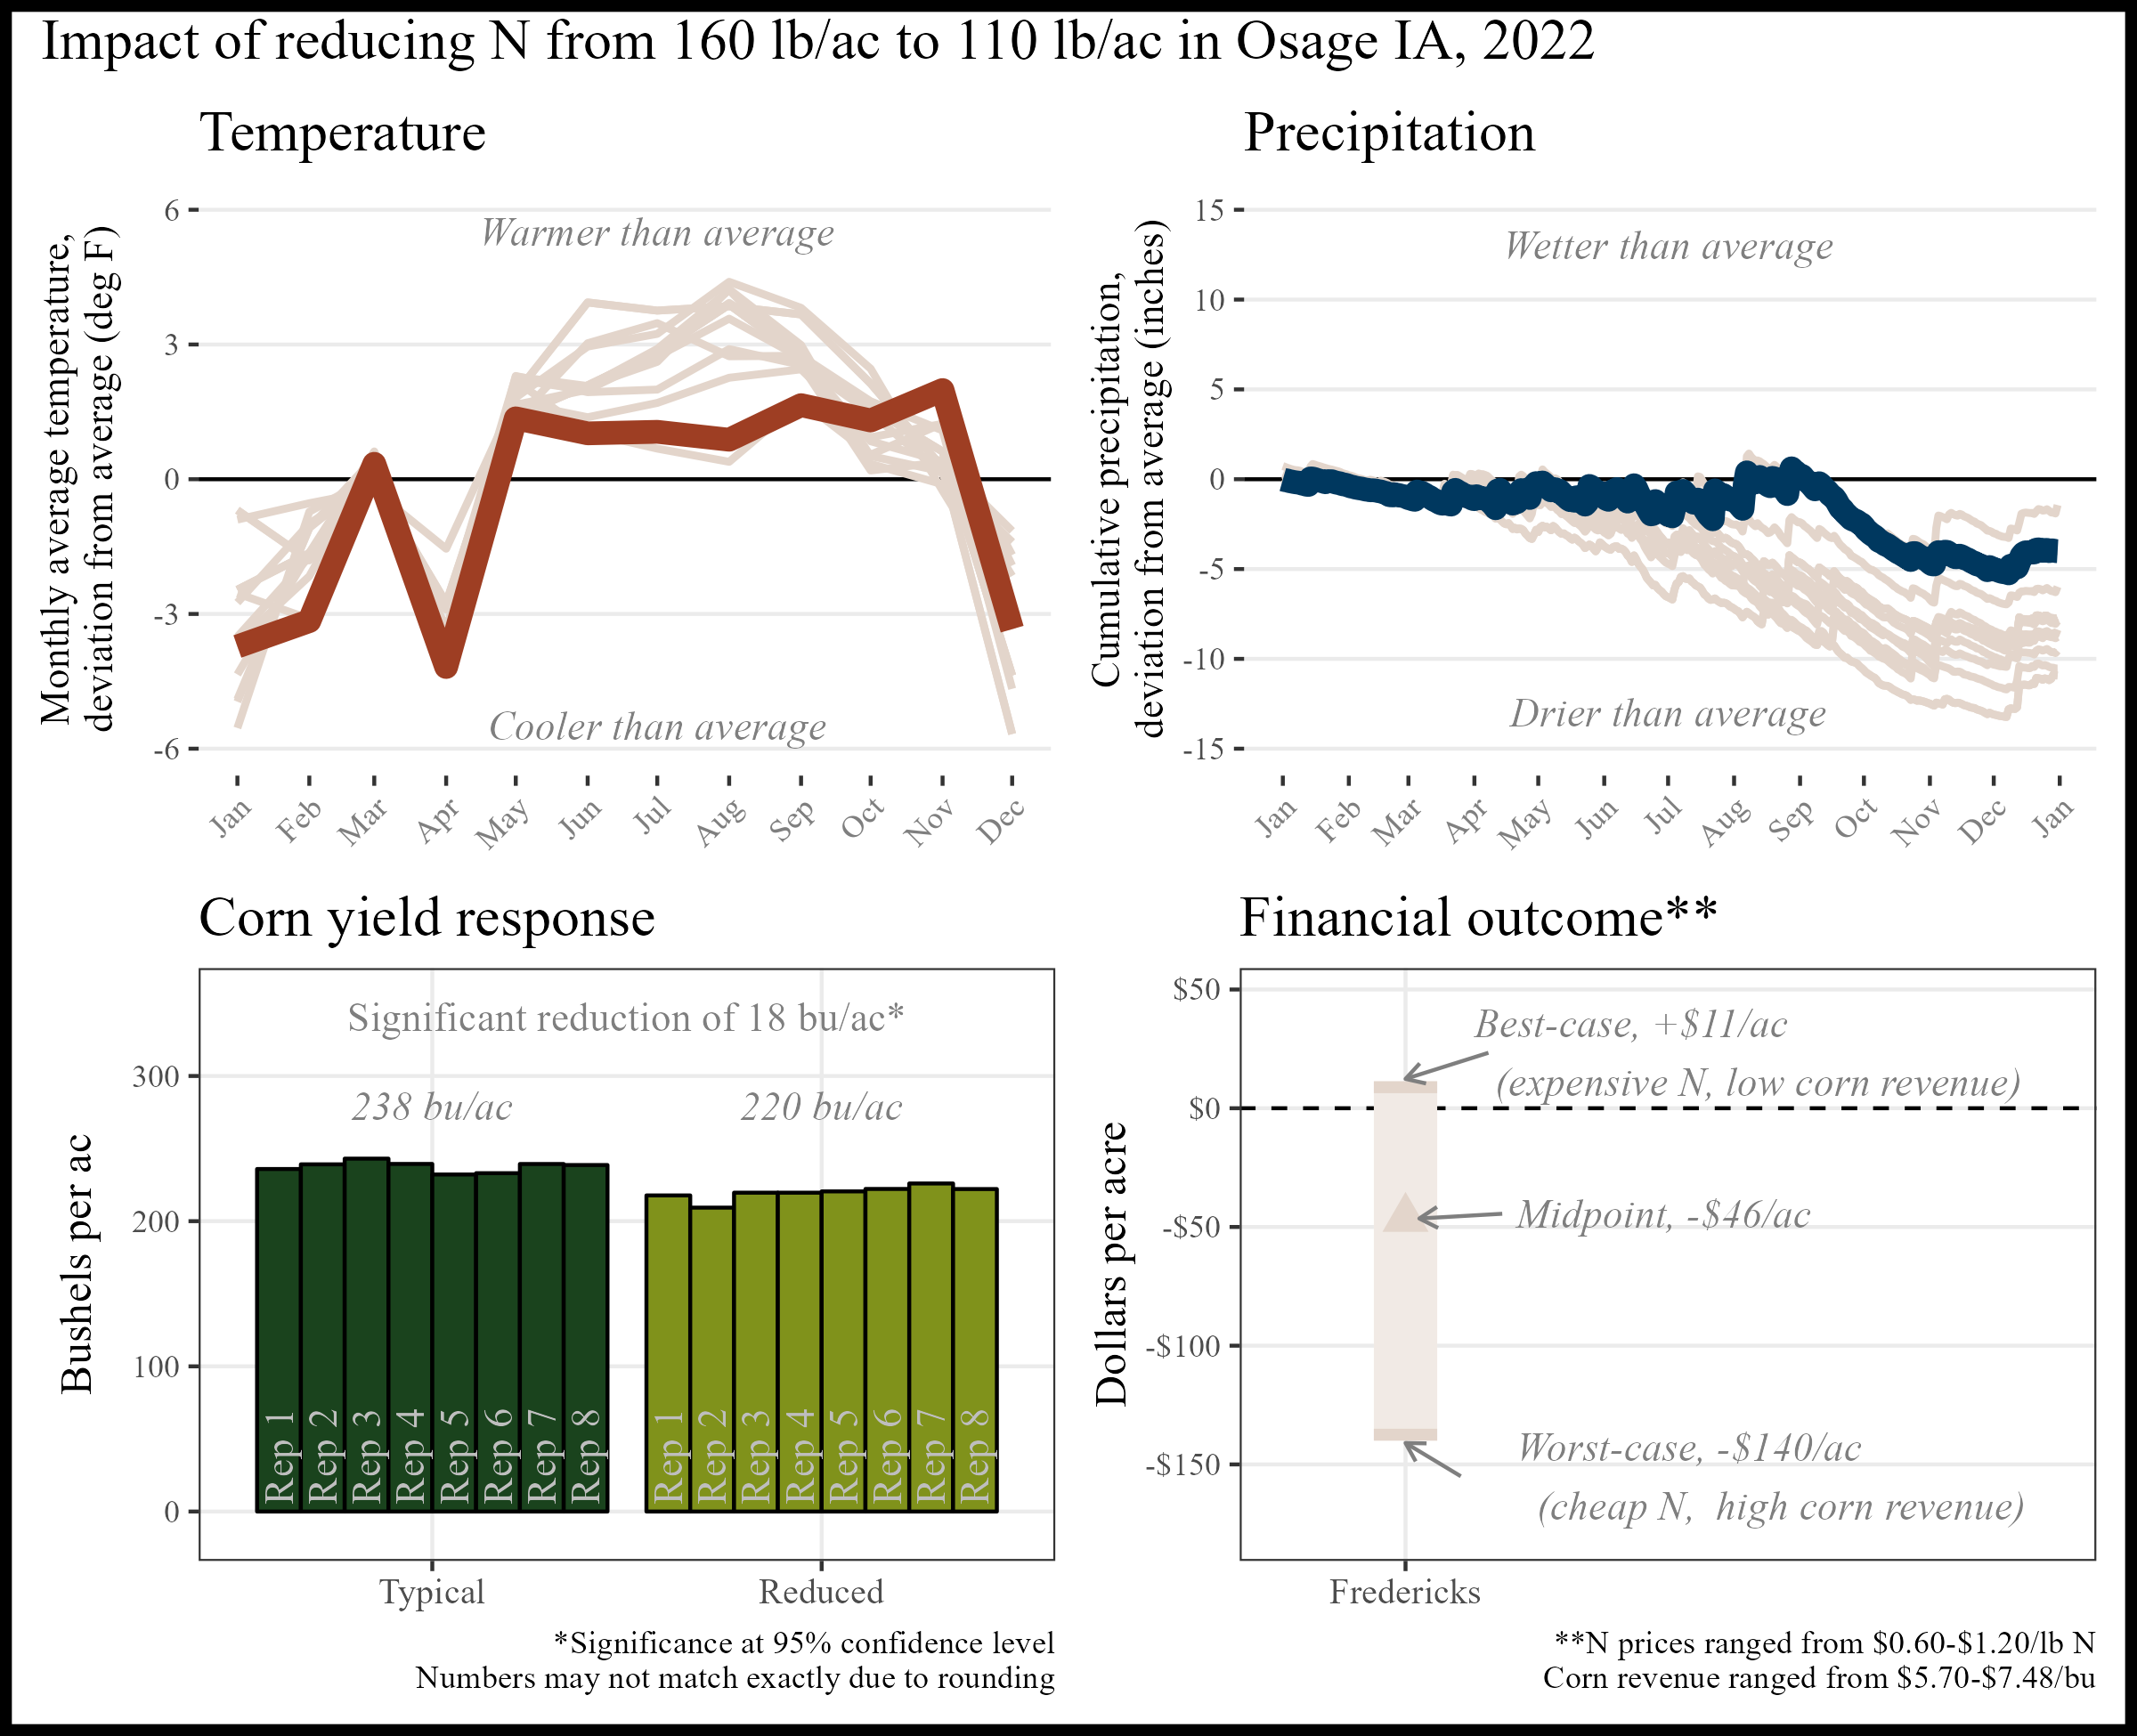 Impact of reducing N from 160 lb/ac to 110 lb/ac in Osage IA, 2022
Temperature
Monthly average temperature,
deviation from average (deg F)
6
3
0
-3
-6
Warmer than average
Cooler than average
Jan
Feb
Mar
Apr
May
Jun
Jul
Aug
Sep
Oct
Nov
Dec
Precipitation
Cumulative precipitation,
deviation from average (inches)
15
10
5
0
-5
-10
-15
Wetter than average
Drier than average
Jan
Feb
Mar
Apr
May
Jun
Jul
Aug
Sep
Oct
Nov
Dec
Jan
Corn yield response
Bushels per ac
300
200
100
0
Significant reduction of 18 bu/ac*
238 bu/ac
220 bu/ac
Rep 1
Rep 2
Rep 3
Rep 4
Rep 5
Rep 6
Rep 7
Rep 8
Rep 1
Rep 2
Rep 3
Rep 4
Rep 5
Rep 6
Rep 7
Rep 8
Typical
Reduced
*Significance at 95% confidence level
Numbers may not match exactly due to rounding
Financial outcome**
Dollars per acre
$50
$0
-$50
-$100
-$150
Best-case, +$11/ac
(expensive N, low corn revenue)
Midpoint, -$46/ac
Worst-case, -$140/ac
(cheap N,  high corn revenue)
Fredericks
**N prices ranged from $0.60-$1.20/lb N
Corn revenue ranged from $5.70-$7.48/bu